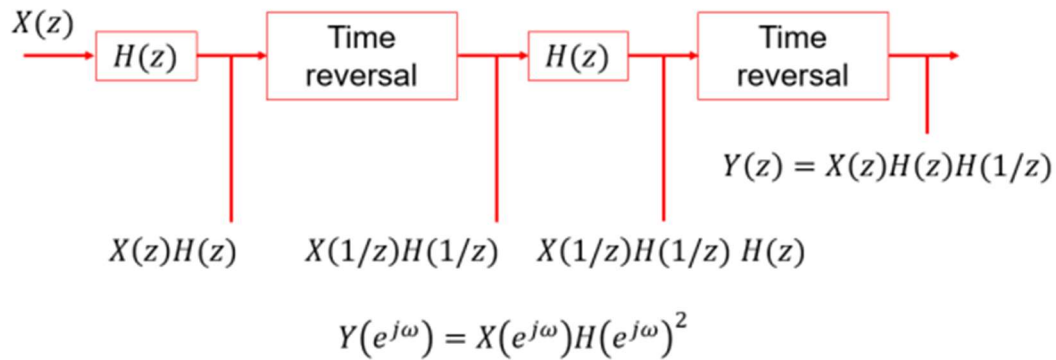 X(z)
H(z)
Time
reversal
H(z)
Time
reversal
Y(z) = X(z)H(z)H(1/z)
X(z)H(z)
X(1/z)H(1/z)
X(1/z)H(1/z) H(z)
Y(e^{jω}) = X(e^{jω})H(e^{jω})^2